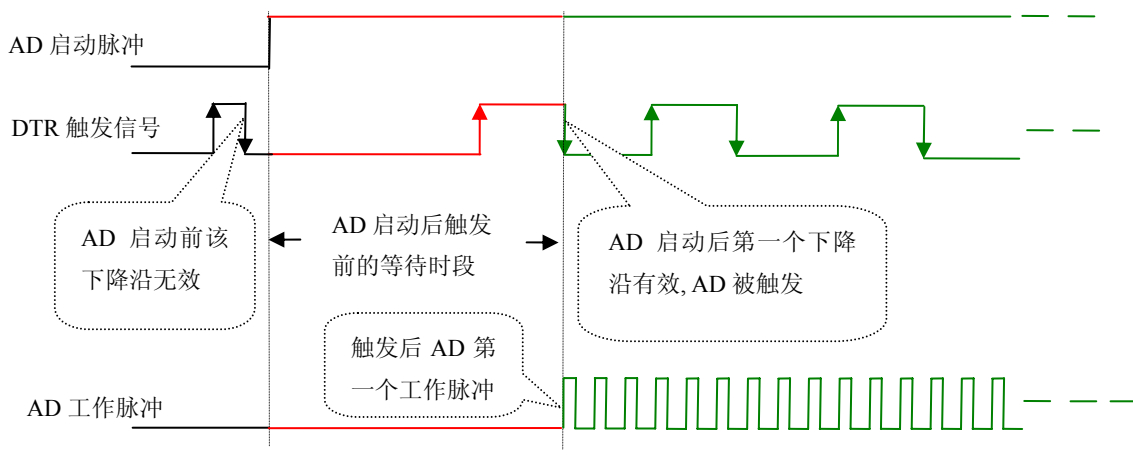 AD 启动脉冲
DTR 触发信号
AD 启动前该
下降沿无效
AD 启动后触发
前的等待时段
AD 启动后第一个下降
沿有效, AD 被触发
触发后 AD 第
一个工作脉冲
AD 工作脉冲